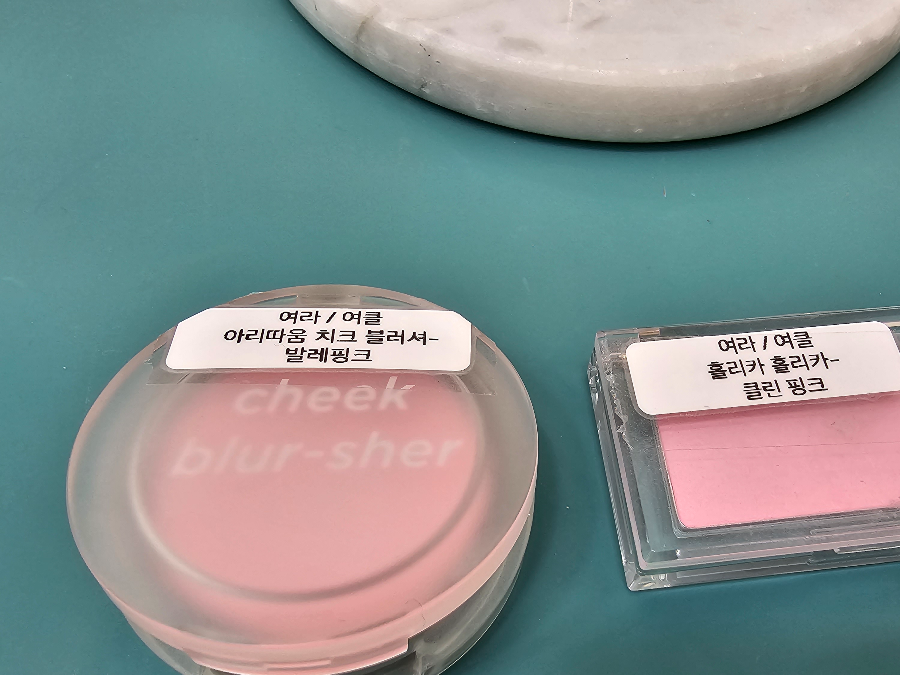 여라 / 여쿨
아리따움 치크 블러셔-
발레핑크
cheek
blur-sher
여라 / 여쿨
홀리카 홀리카-
클린 핑크